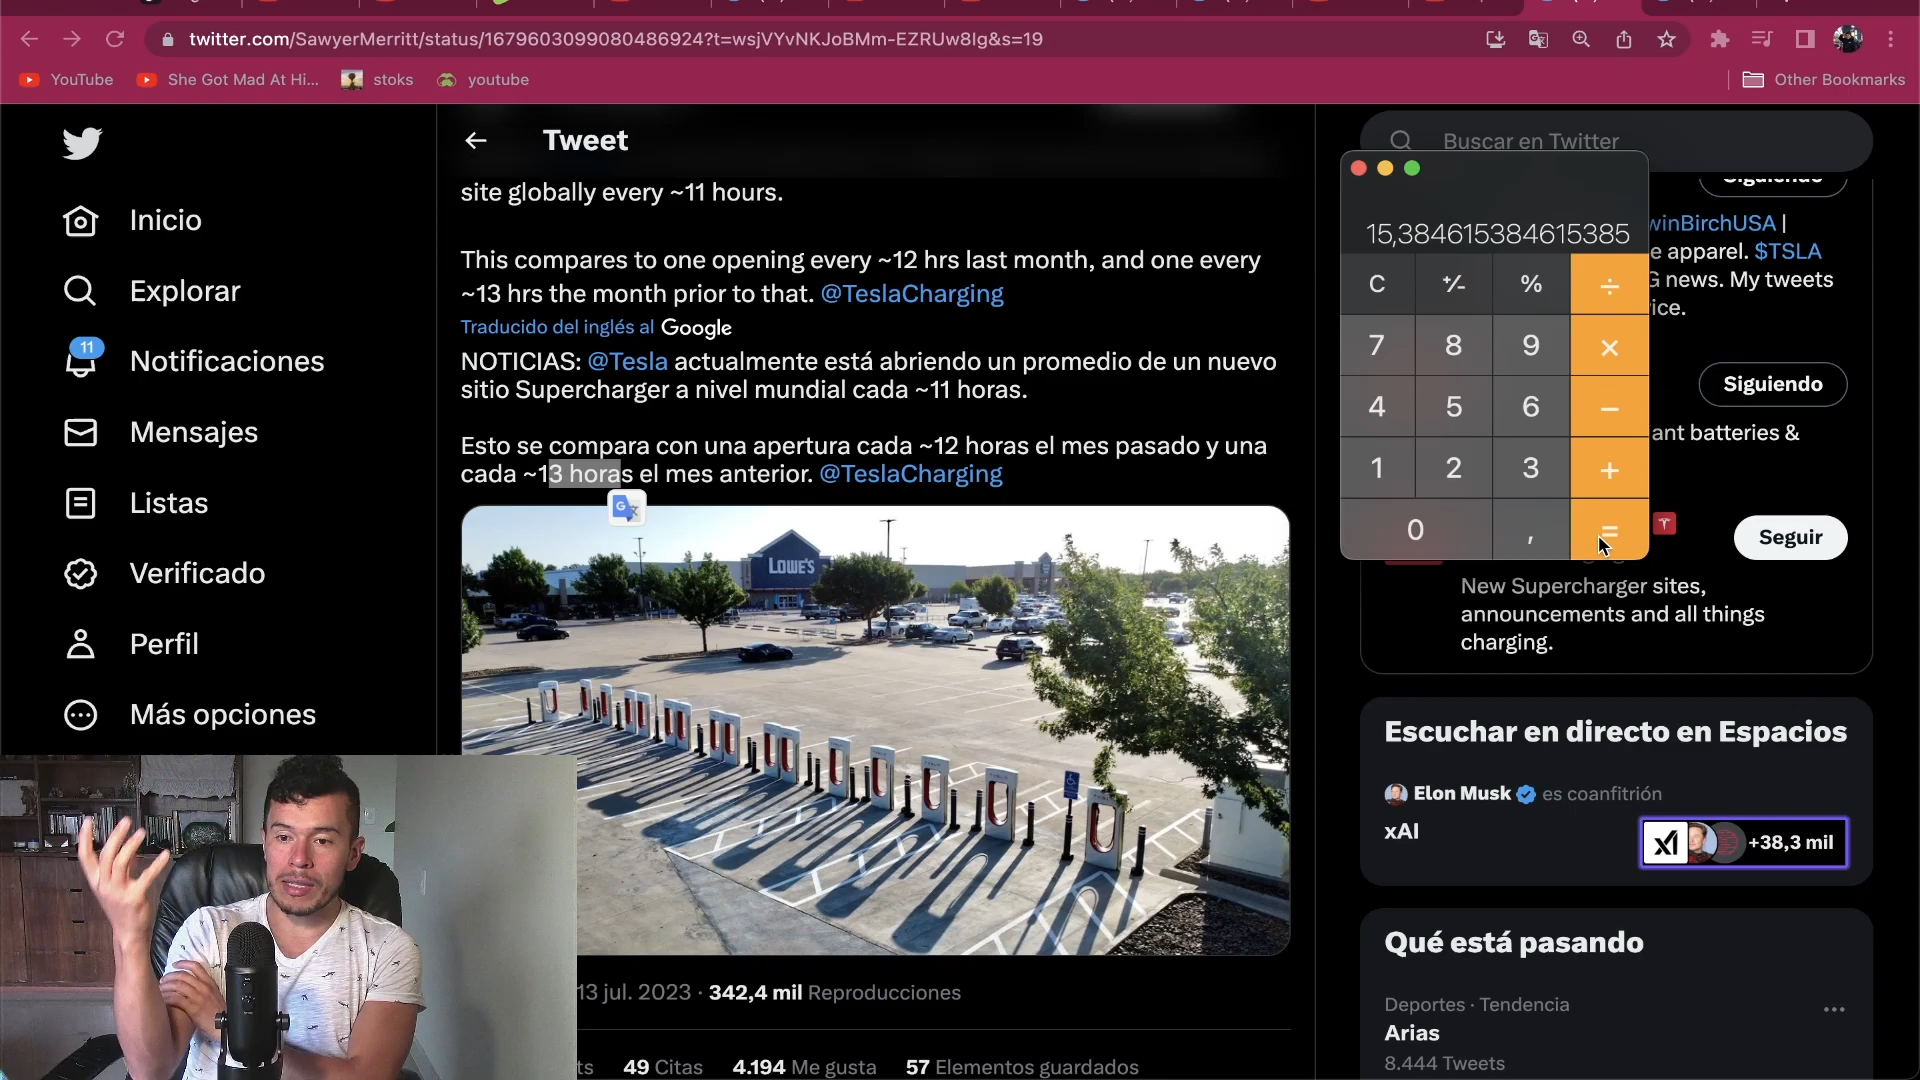 twitter.com/SawyerMerritt/status/1679603099080486924?t=wsjVYvNKJoBMm-EZRUw8lg&s=19
YouTube
She Got Mad At Hi...
stoks
youtube
Other Bookmarks
Inicio
Explorar
11
Notificaciones
Mensajes
Listas
Verificado
Perfil
Más opciones
Tweet
site globally every ~11 hours.
This compares to one opening every ~12 hrs last month, and one every
~13 hrs the month prior to that. @TeslaCharging
Traducido del inglés al Google
NOTICIAS: @Tesla actualmente está abriendo un promedio de un nuevo
sitio Supercharger a nivel mundial cada ~11 horas.
Esto se compara con una apertura cada ~12 horas el mes pasado y una
cada ~13 horas el mes anterior. @TeslaCharging
LOWE'S
13 jul. 2023 · 342,4 mil Reproducciones
ts 49 Citas 4.194 Me gusta 57 Elementos guardados
Buscar en Twitter
15,384615384615385
C +/- % ÷
7 8 9 ×
4 5 6 −
1 2 3 +
0 , =
Siguiendo
winBirchUSA |
e apparel. $TSLA
G news. My tweets
ice.
Siguiendo
ant batteries &
Seguir
New Supercharger sites,
announcements and all things
charging.
Escuchar en directo en Espacios
Elon Musk es coanfitrión
xAI
+38,3 mil
Qué está pasando
Deportes · Tendencia
Arias
8.444 Tweets